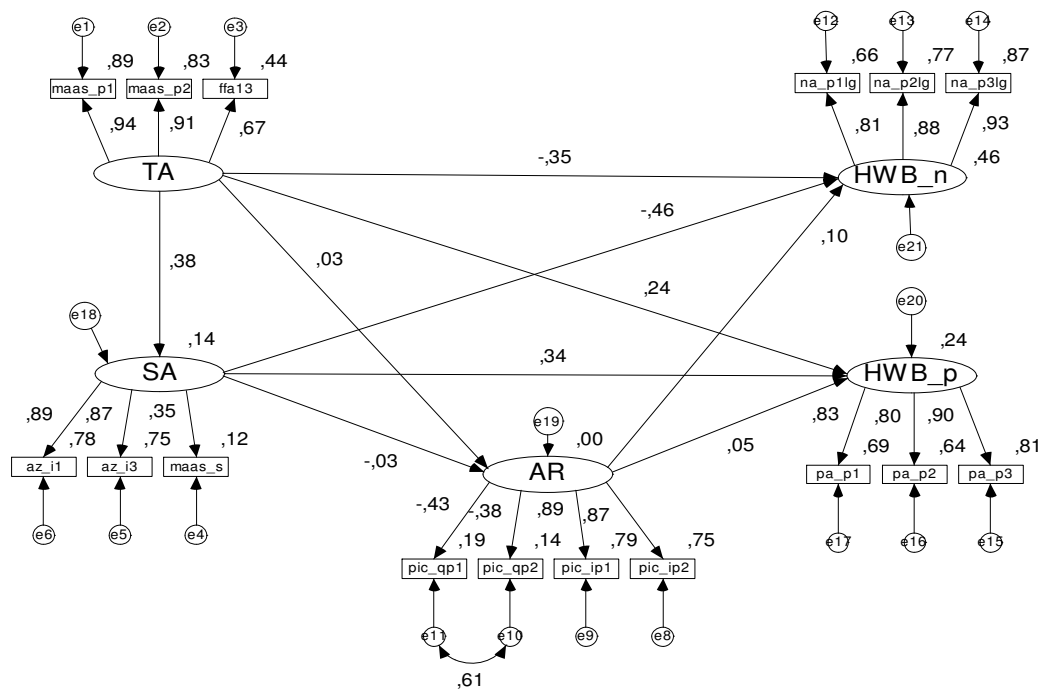 e1 e2 e3
,89 ,83 ,44
maas_p1 maas_p2 ffa13
,94 ,91 ,67
TA
e12 e13 e14
,66 ,77 ,87
na_p1lg na_p2lg na_p3lg
,81 ,88 ,93
,46
HWB_n
e21
-,35
-,46
,10
,03
,24
,38
e18
,14
SA
,34
-,03
,89 ,87 ,35
,78 ,75 ,12
az_i1 az_i3 maas_s
e6 e5 e4
e19
,00
AR
,05
-,43 -,38 ,89 ,87
,19 ,14 ,79 ,75
pic_qp1 pic_qp2 pic_ip1 pic_ip2
e11 e10 e9 e8
,61
e20
,24
HWB_p
,83 ,80 ,90
,69 ,64 ,81
pa_p1 pa_p2 pa_p3
e17 e16 e15